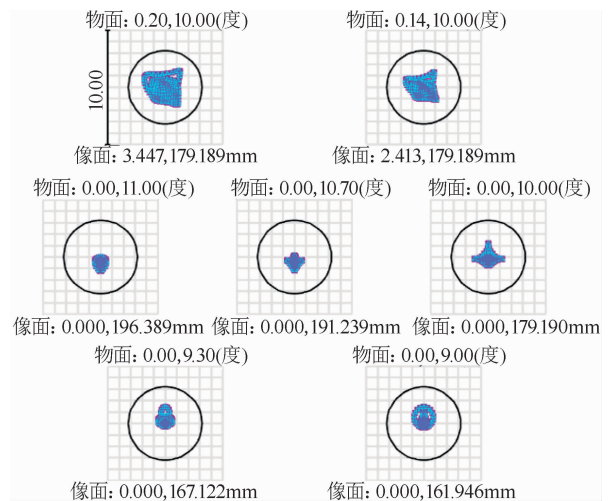 物面: 0.20,10.00(度)
物面: 0.14,10.00(度)
10.00
像面: 3.447,179.189mm
像面: 2.413,179.189mm
物面: 0.00,11.00(度)
物面: 0.00,10.70(度)
物面: 0.00,10.00(度)
像面: 0.000,196.389mm
像面: 0.000,191.239mm
像面: 0.000,179.190mm
物面: 0.00,9.30(度)
物面: 0.00,9.00(度)
像面: 0.000,167.122mm
像面: 0.000,161.946mm